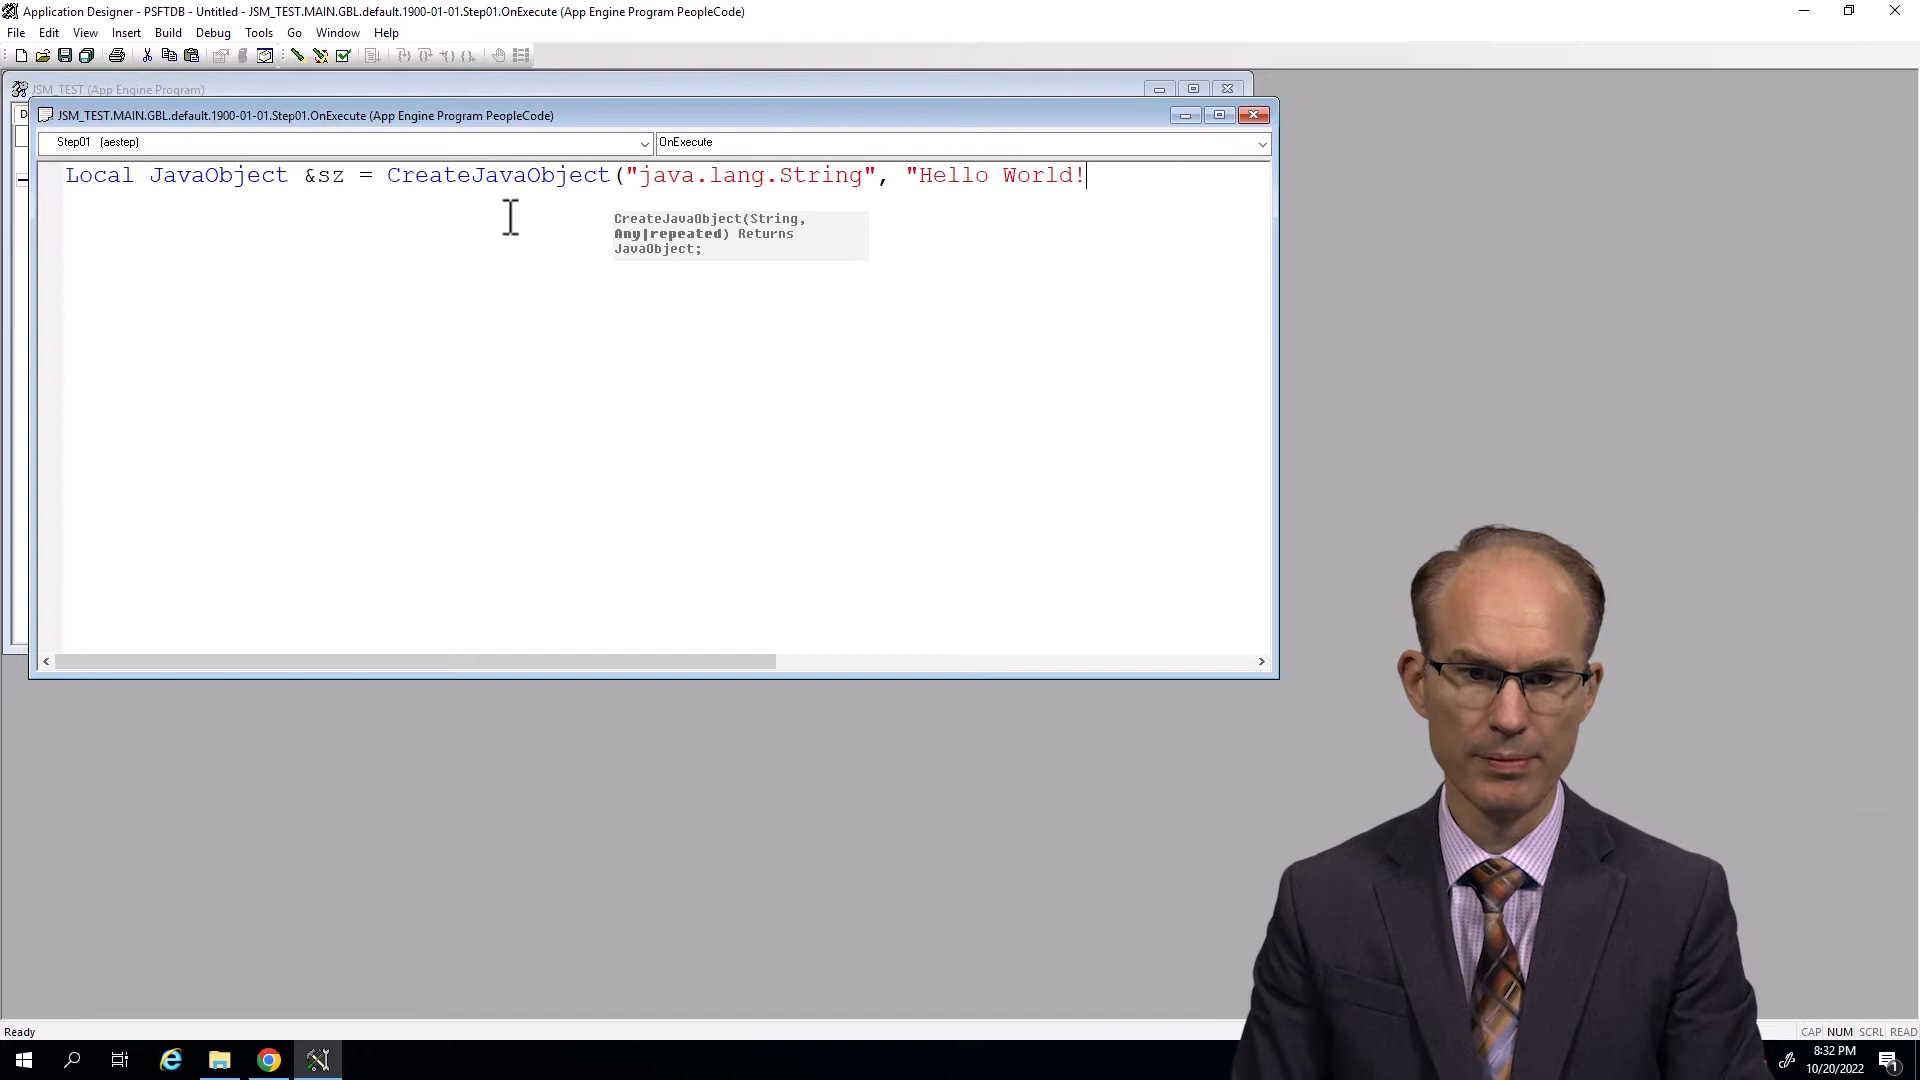 Application Designer - PSFTDB - Untitled - JSM_TEST.MAIN.GBL.default.1900-01-01.Step01.OnExecute (App Engine Program PeopleCode)
File Edit View Insert Build Debug Tools Go Window Help
JSM_TEST (App Engine Program)
D
JSM_TEST.MAIN.GBL.default.1900-01-01.Step01.OnExecute (App Engine Program PeopleCode)
Step01 (aestep) OnExecute
Local JavaObject &sz = CreateJavaObject("java.lang.String", "Hello World!
CreateJavaObject(String,
Any|repeated) Returns
JavaObject;
Ready
CAP NUM SCRL READ
8:32 PM
10/20/2022
1